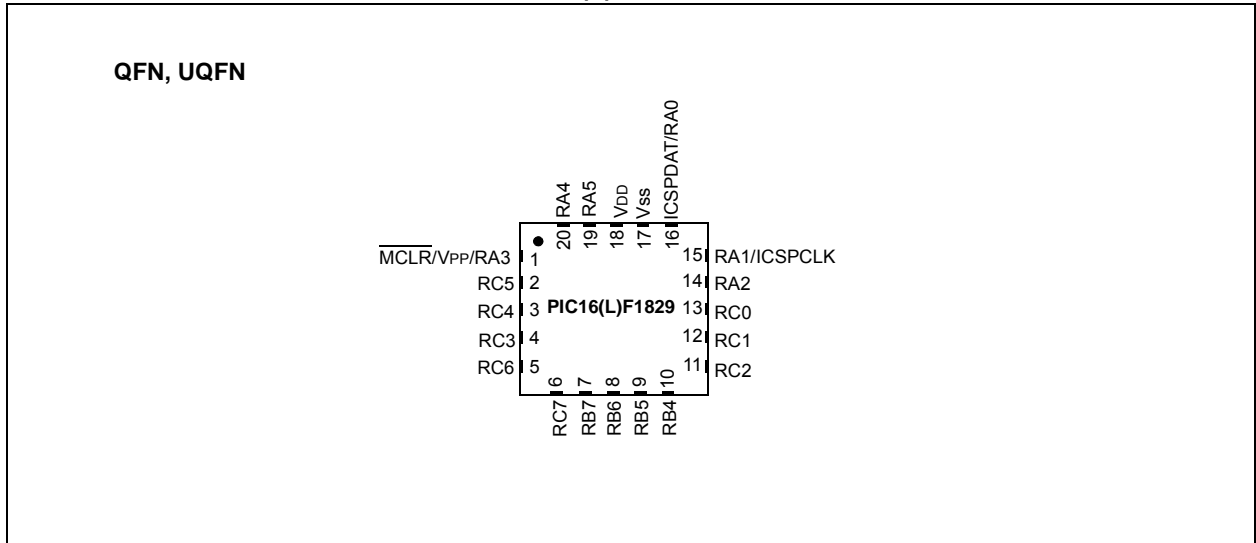 QFN, UQFN
RA4
RA5
VDD
Vss
ICSPDAT/RA0
20
19
18
17
16
MCLR/VPP/RA3 1
15 RA1/ICSPCLK
RC5 2
14 RA2
RC4 3
PIC16(L)F1829
13 RC0
RC3 4
12 RC1
RC6 5
11 RC2
6
7
8
9
10
RC7
RB7
RB6
RB5
RB4